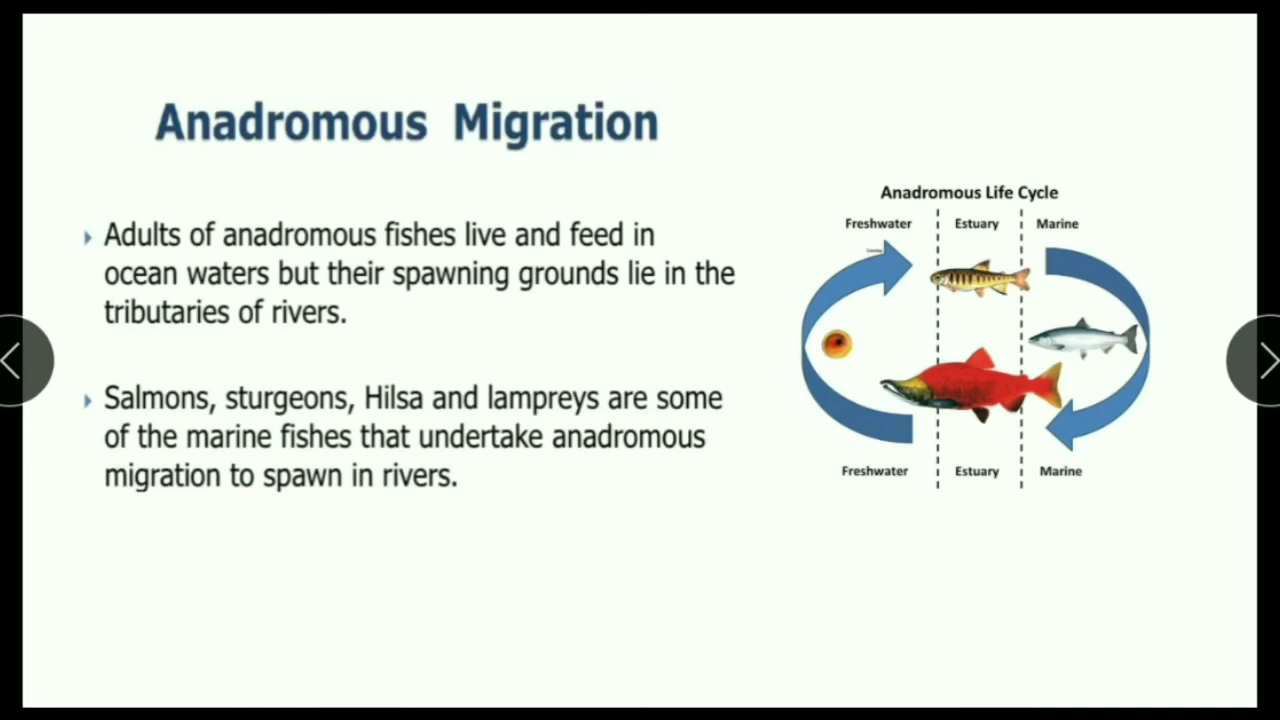 Anadromous Migration
Adults of anadromous fishes live and feed in
ocean waters but their spawning grounds lie in the
tributaries of rivers.
Salmons, sturgeons, Hilsa and lampreys are some
of the marine fishes that undertake anadromous
migration to spawn in rivers.
Anadromous Life Cycle
Freshwater Estuary Marine
Freshwater Estuary Marine